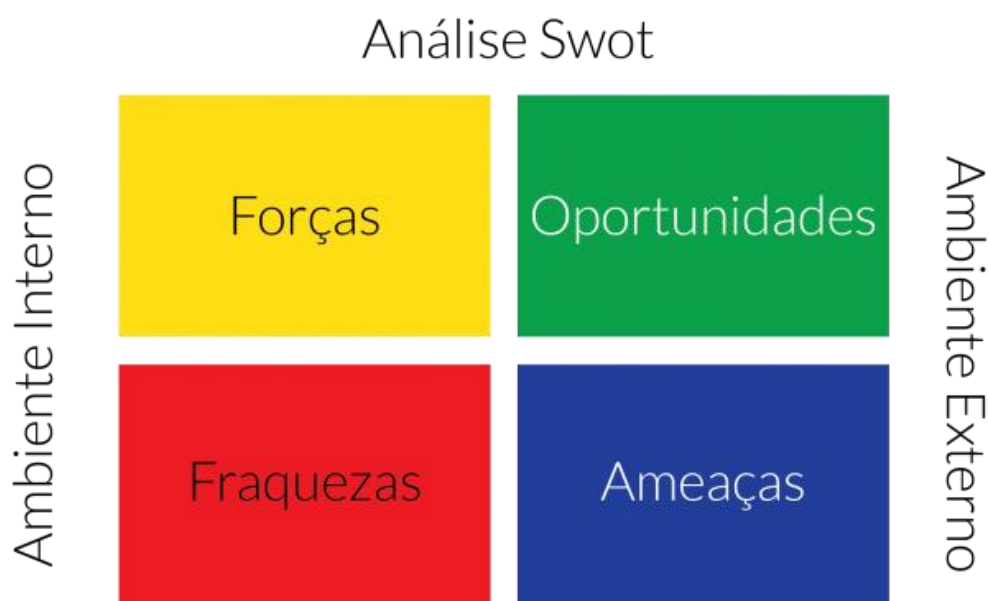 Análise Swot
Ambiente Interno
Forças
Oportunidades
Ambiente Externo
Fraquezas
Ameaças